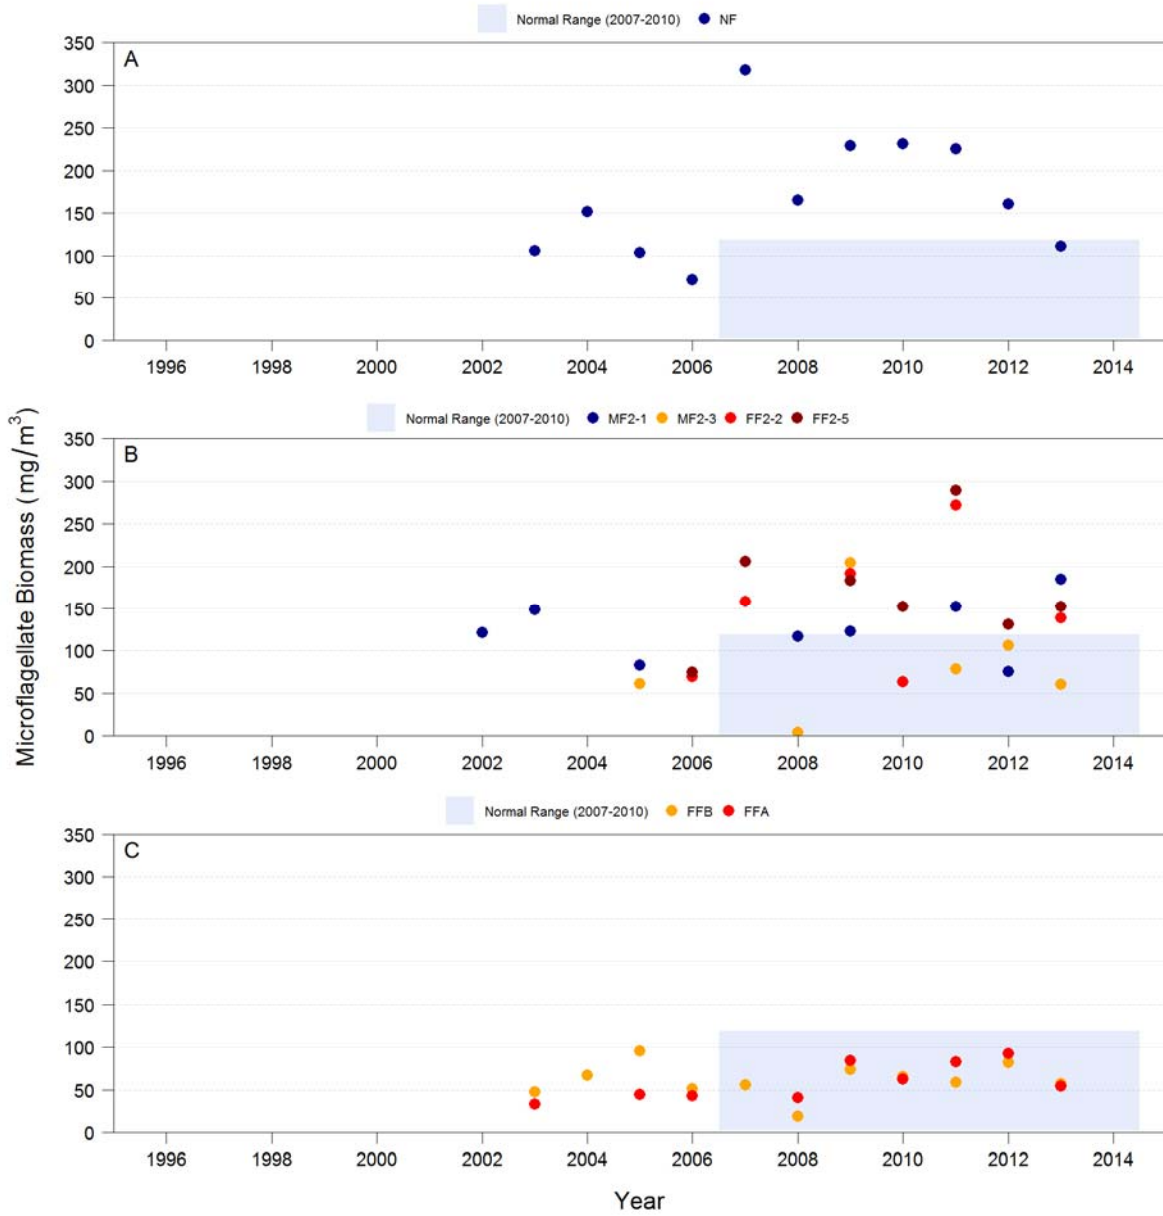 Normal Range (2007-2010) NF
A
350
300
250
200
150
100
50
0
1996 1998 2000 2002 2004 2006 2008 2010 2012 2014
Normal Range (2007-2010) MF2-1 MF2-3 FF2-2 FF2-5
B
350
300
250
200
150
100
50
0
1996 1998 2000 2002 2004 2006 2008 2010 2012 2014
Microflagellate Biomass (mg/m³)
Normal Range (2007-2010) FFB FFA
C
350
300
250
200
150
100
50
0
1996 1998 2000 2002 2004 2006 2008 2010 2012 2014
Year